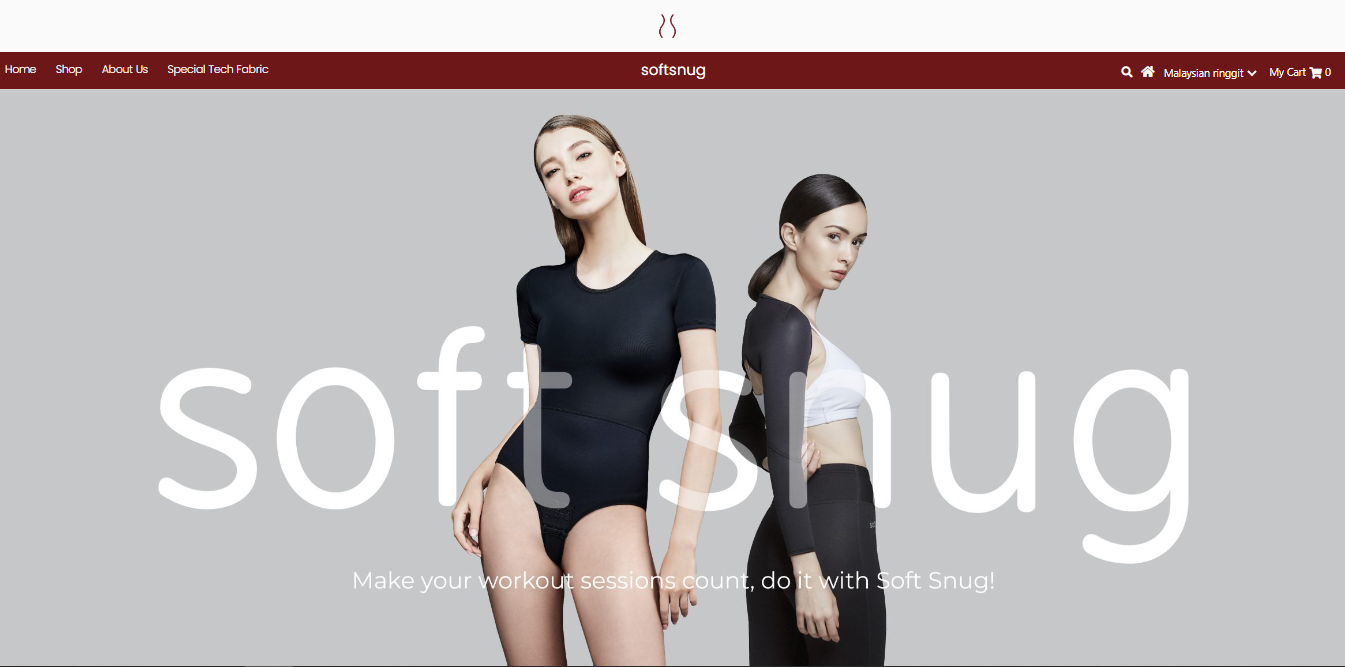 Home Shop About Us Special Tech Fabric softsnug Malaysian ringgit My Cart 0
soft snug
Make your workout sessions count, do it with Soft Snug!